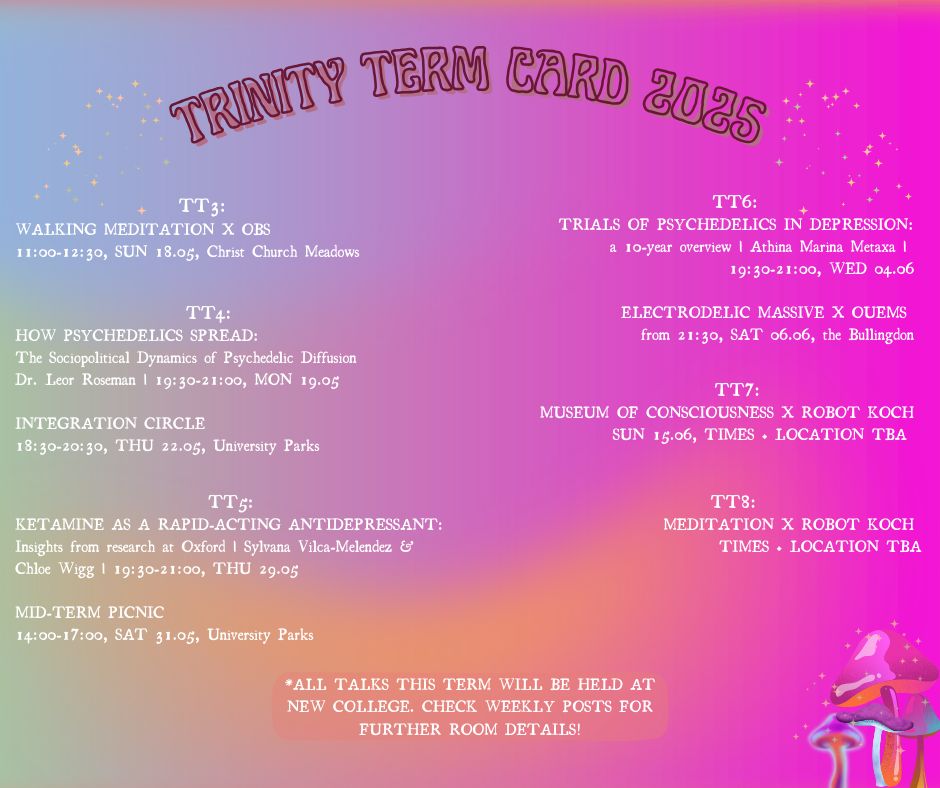 TRINITY TERM CARD 2025
TT3:
WALKING MEDITATION X OBS
11:00-12:30, SUN 18.05, Christ Church Meadows
TT4:
HOW PSYCHEDELICS SPREAD:
The Sociopolitical Dynamics of Psychedelic Diffusion
Dr. Leor Roseman | 19:30-21:00, MON 19.05
INTEGRATION CIRCLE
18:30-20:30, THU 22.05, University Parks
TT5:
KETAMINE AS A RAPID-ACTING ANTIDEPRESSANT:
Insights from research at Oxford | Sylvana Vilca-Melendez &
Chloe Wigg | 19:30-21:00, THU 29.05
MID-TERM PICNIC
14:00-17:00, SAT 31.05, University Parks
TT6:
TRIALS OF PSYCHEDELICS IN DEPRESSION:
a 10-year overview | Athina Marina Metaxa |
19:30-21:00, WED 04.06
ELECTRODELIC MASSIVE X OUEMS
from 21:30, SAT 06.06, the Bullingdon
TT7:
MUSEUM OF CONSCIOUSNESS X ROBOT KOCH
SUN 15.06, TIMES + LOCATION TBA
TT8:
MEDITATION X ROBOT KOCH
TIMES + LOCATION TBA
*ALL TALKS THIS TERM WILL BE HELD AT
NEW COLLEGE. CHECK WEEKLY POSTS FOR
FURTHER ROOM DETAILS!